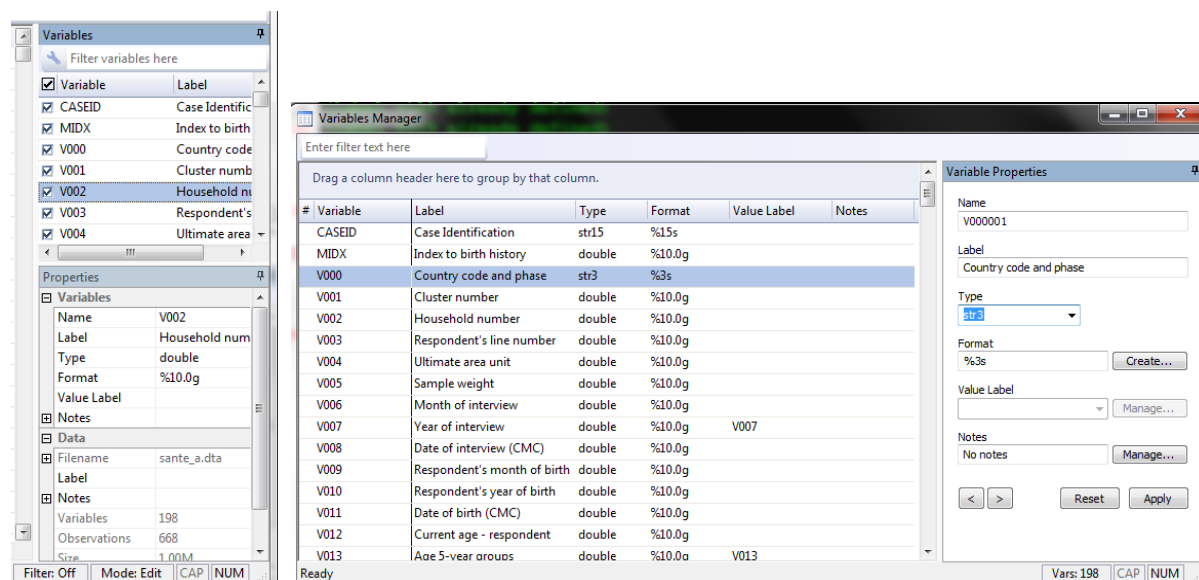 Variables
Filter variables here
Variable Label
CASEID Case Identific
MIDX Index to birth
V000 Country code
V001 Cluster numb
V002 Household nu
V003 Respondent's
V004 Ultimate area
Properties
Variables
Name V002
Label Household num
Type double
Format %10.0g
Value Label
Notes
Data
Filename sante_a.dta
Label
Notes
Variables 198
Observations 668
Size 1.00M
Filter: Off Mode: Edit CAP NUM
Variables Manager
Enter filter text here
Drag a column header here to group by that column.
# Variable Label Type Format Value Label Notes
CASEID Case Identification str15 %15s
MIDX Index to birth history double %10.0g
V000 Country code and phase str3 %3s
V001 Cluster number double %10.0g
V002 Household number double %10.0g
V003 Respondent's line number double %10.0g
V004 Ultimate area unit double %10.0g
V005 Sample weight double %10.0g
V006 Month of interview double %10.0g
V007 Year of interview double %10.0g V007
V008 Date of interview (CMC) double %10.0g
V009 Respondent's month of birth double %10.0g
V010 Respondent's year of birth double %10.0g
V011 Date of birth (CMC) double %10.0g
V012 Current age - respondent double %10.0g
V013 Age 5-year groups double %10.0g V013
Ready
Variable Properties
Name
V000001
Label
Country code and phase
Type
str3
Format
%3s Create...
Value Label
Manage...
Notes
No notes Manage...
< > Reset Apply
Vars: 198 CAP NUM